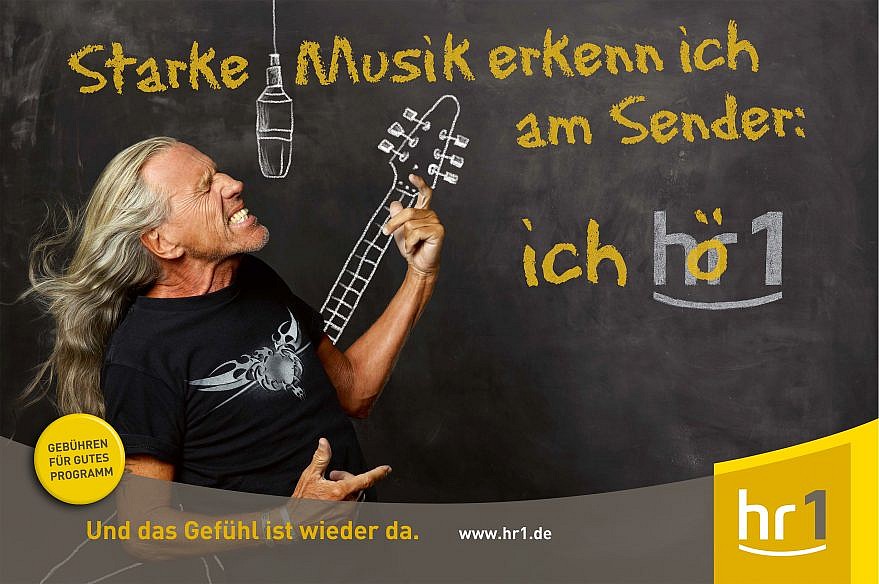 Starke Musik erkenn ich
am Sender:
ich hör1
GEBÜHREN
FÜR GUTES
PROGRAMM
Und das Gefühl ist wieder da.
www.hr1.de
hr1